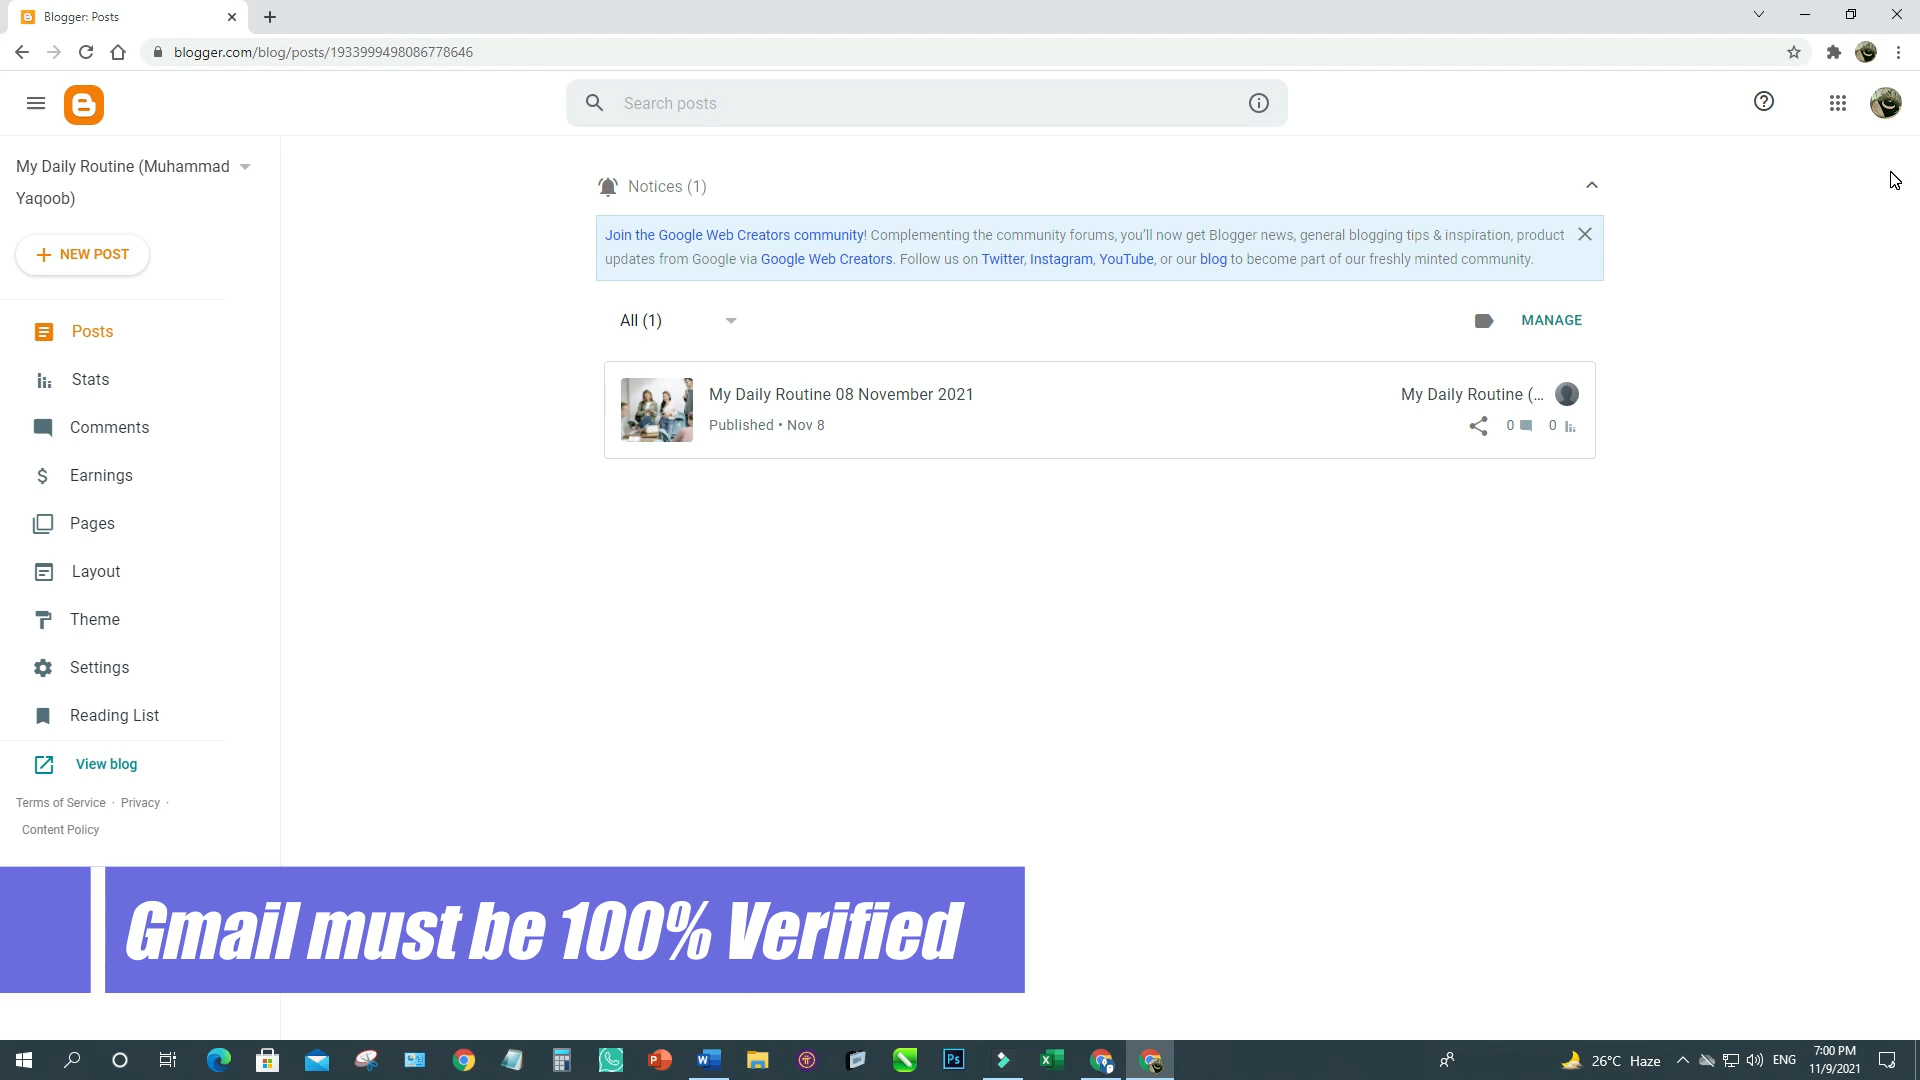 Blogger: Posts
blogger.com/blog/posts/1933999498086778646
Search posts
My Daily Routine (Muhammad
Yaqoob)
NEW POST
Posts
Stats
Comments
Earnings
Pages
Layout
Theme
Settings
Reading List
View blog
Terms of Service · Privacy ·
Content Policy
Notices (1)
Join the Google Web Creators community! Complementing the community forums, you'll now get Blogger news, general blogging tips & inspiration, product
updates from Google via Google Web Creators. Follow us on Twitter, Instagram, YouTube, or our blog to become part of our freshly minted community.
All (1)
MANAGE
My Daily Routine 08 November 2021
My Daily Routine (...
Published • Nov 8
0 0
Gmail must be 100% Verified
26°C Haze
ENG
7:00 PM
11/9/2021